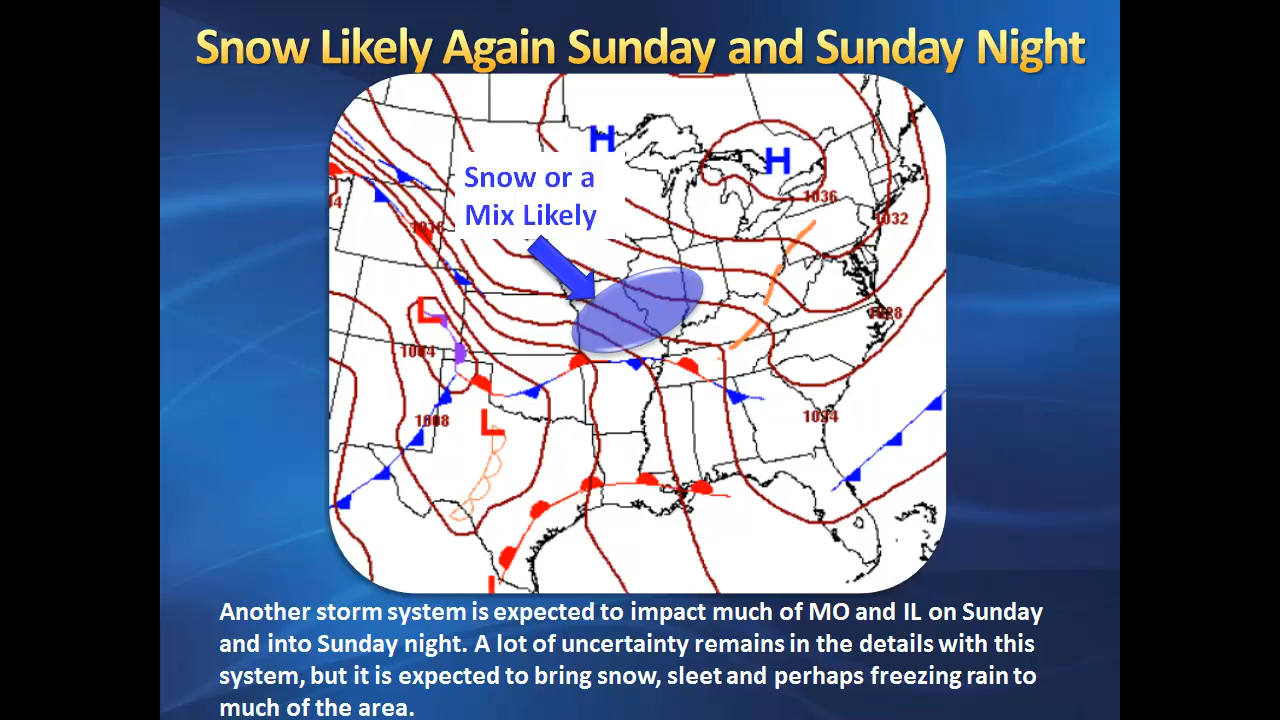 Snow Likely Again Sunday and Sunday Night
H
H
Snow or a
Mix Likely
1036
1032
1016
1028
L
1004
1008
L
1024
L
Another storm system is expected to impact much of MO and IL on Sunday
and into Sunday night. A lot of uncertainty remains in the details with this
system, but it is expected to bring snow, sleet and perhaps freezing rain to
much of the area.